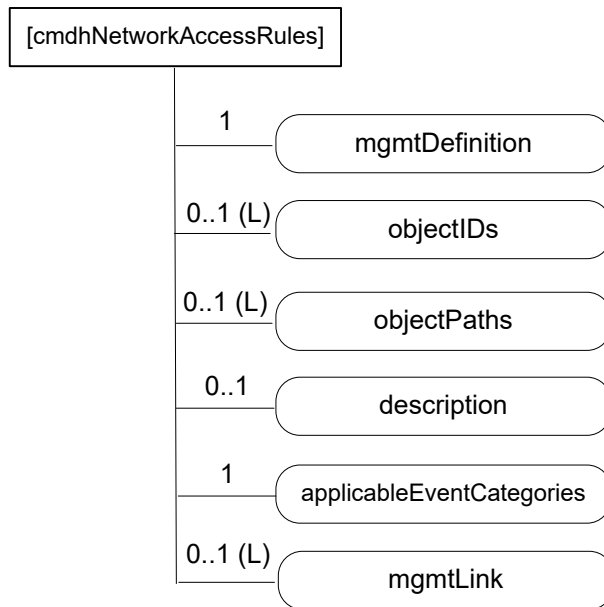 [cmdhNetworkAccessRules]
1
mgmtDefinition
0..1 (L)
objectIDs
0..1 (L)
objectPaths
0..1
description
1
applicableEventCategories
0..1 (L)
mgmtLink